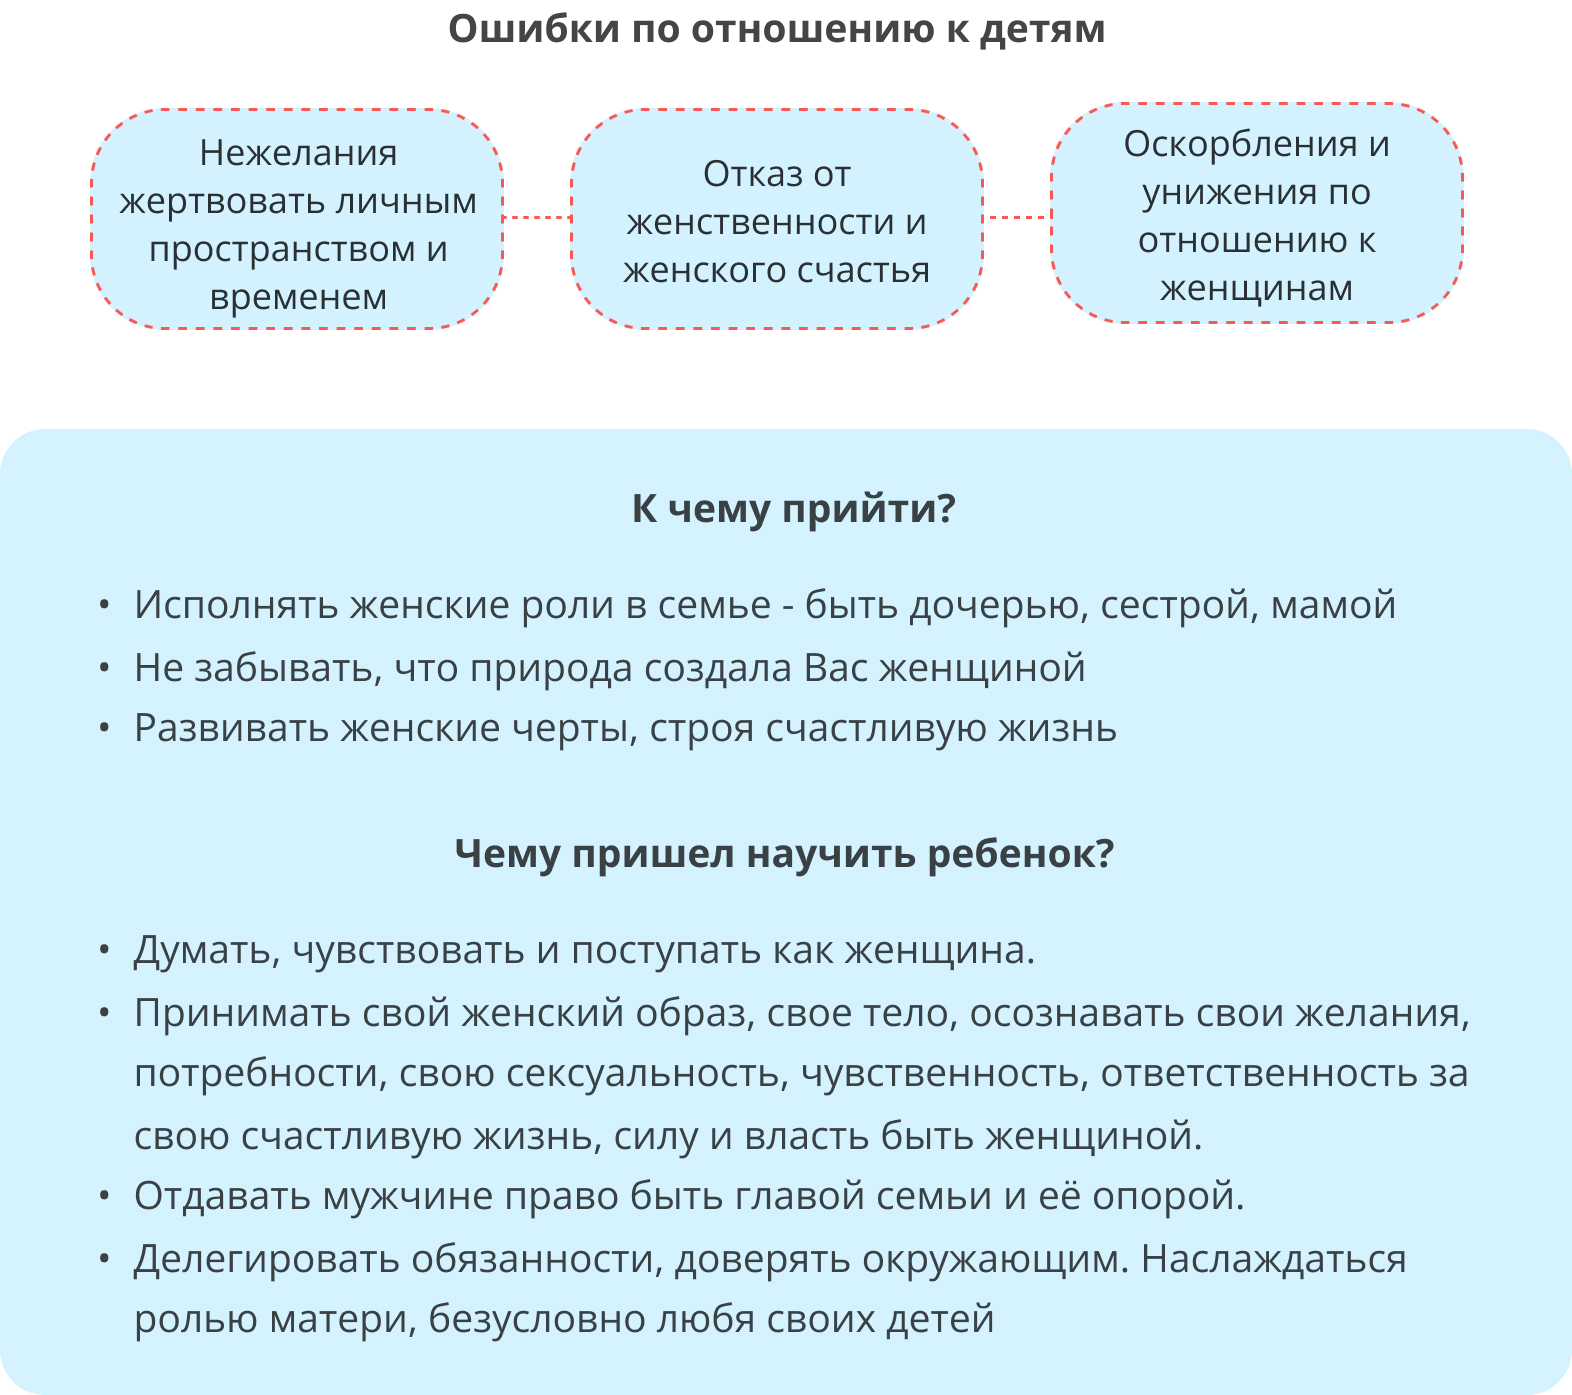 Ошибки по отношению к детям
Нежелания
жертвовать личным
пространством и
временем
Отказ от
женственности и
женского счастья
Оскорбления и
унижения по
отношению к
женщинам
К чему прийти?
• Исполнять женские роли в семье - быть дочерью, сестрой, мамой
• Не забывать, что природа создала Вас женщиной
• Развивать женские черты, строя счастливую жизнь
Чему пришел научить ребенок?
• Думать, чувствовать и поступать как женщина.
• Принимать свой женский образ, свое тело, осознавать свои желания,
потребности, свою сексуальность, чувственность, ответственность за
свою счастливую жизнь, силу и власть быть женщиной.
• Отдавать мужчине право быть главой семьи и её опорой.
• Делегировать обязанности, доверять окружающим. Наслаждаться
ролью матери, безусловно любя своих детей